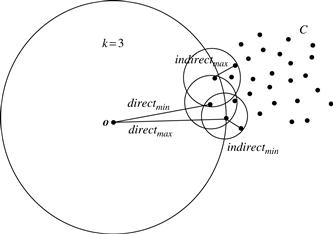 C
k = 3
indirect_max
direct_min
o
direct_max
indirect_min